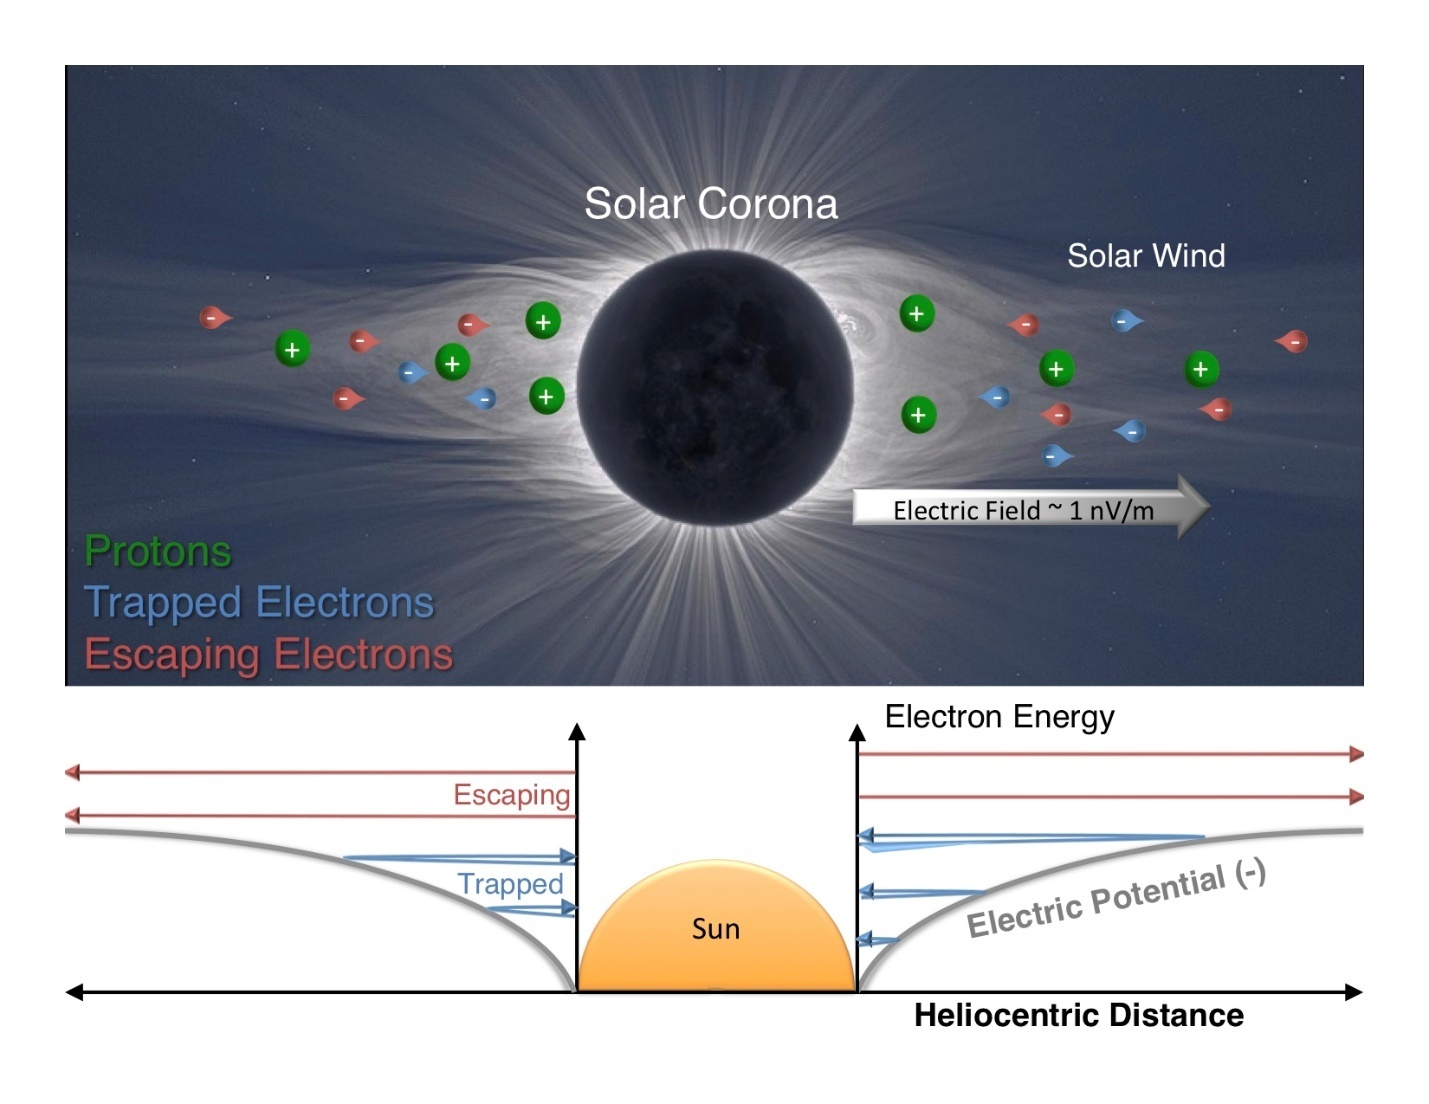 Solar Corona
Solar Wind
-
-
-
+
+
+
-
-
+
+
+
-
-
+
-
-
+
-
-
+
-
-
-
-
Electric Field ~ 1 nV/m
Protons
Trapped Electrons
Escaping Electrons
Electron Energy
Escaping
Trapped
Electric Potential (-)
Sun
Heliocentric Distance